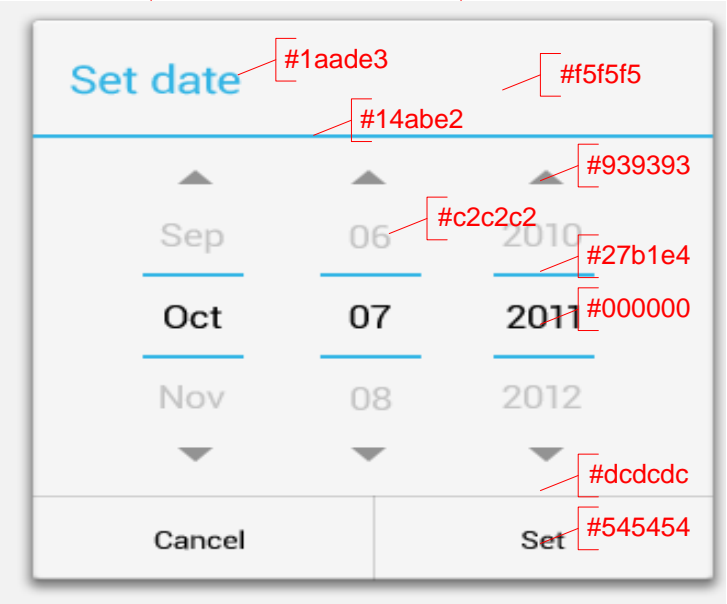 Set date
#1aade3
#f5f5f5
#14abe2
#939393
Sep 06 2010
#c2c2c2
#27b1e4
Oct 07 2011
#000000
Nov 08 2012
#dcdcdc
Cancel Set
#545454